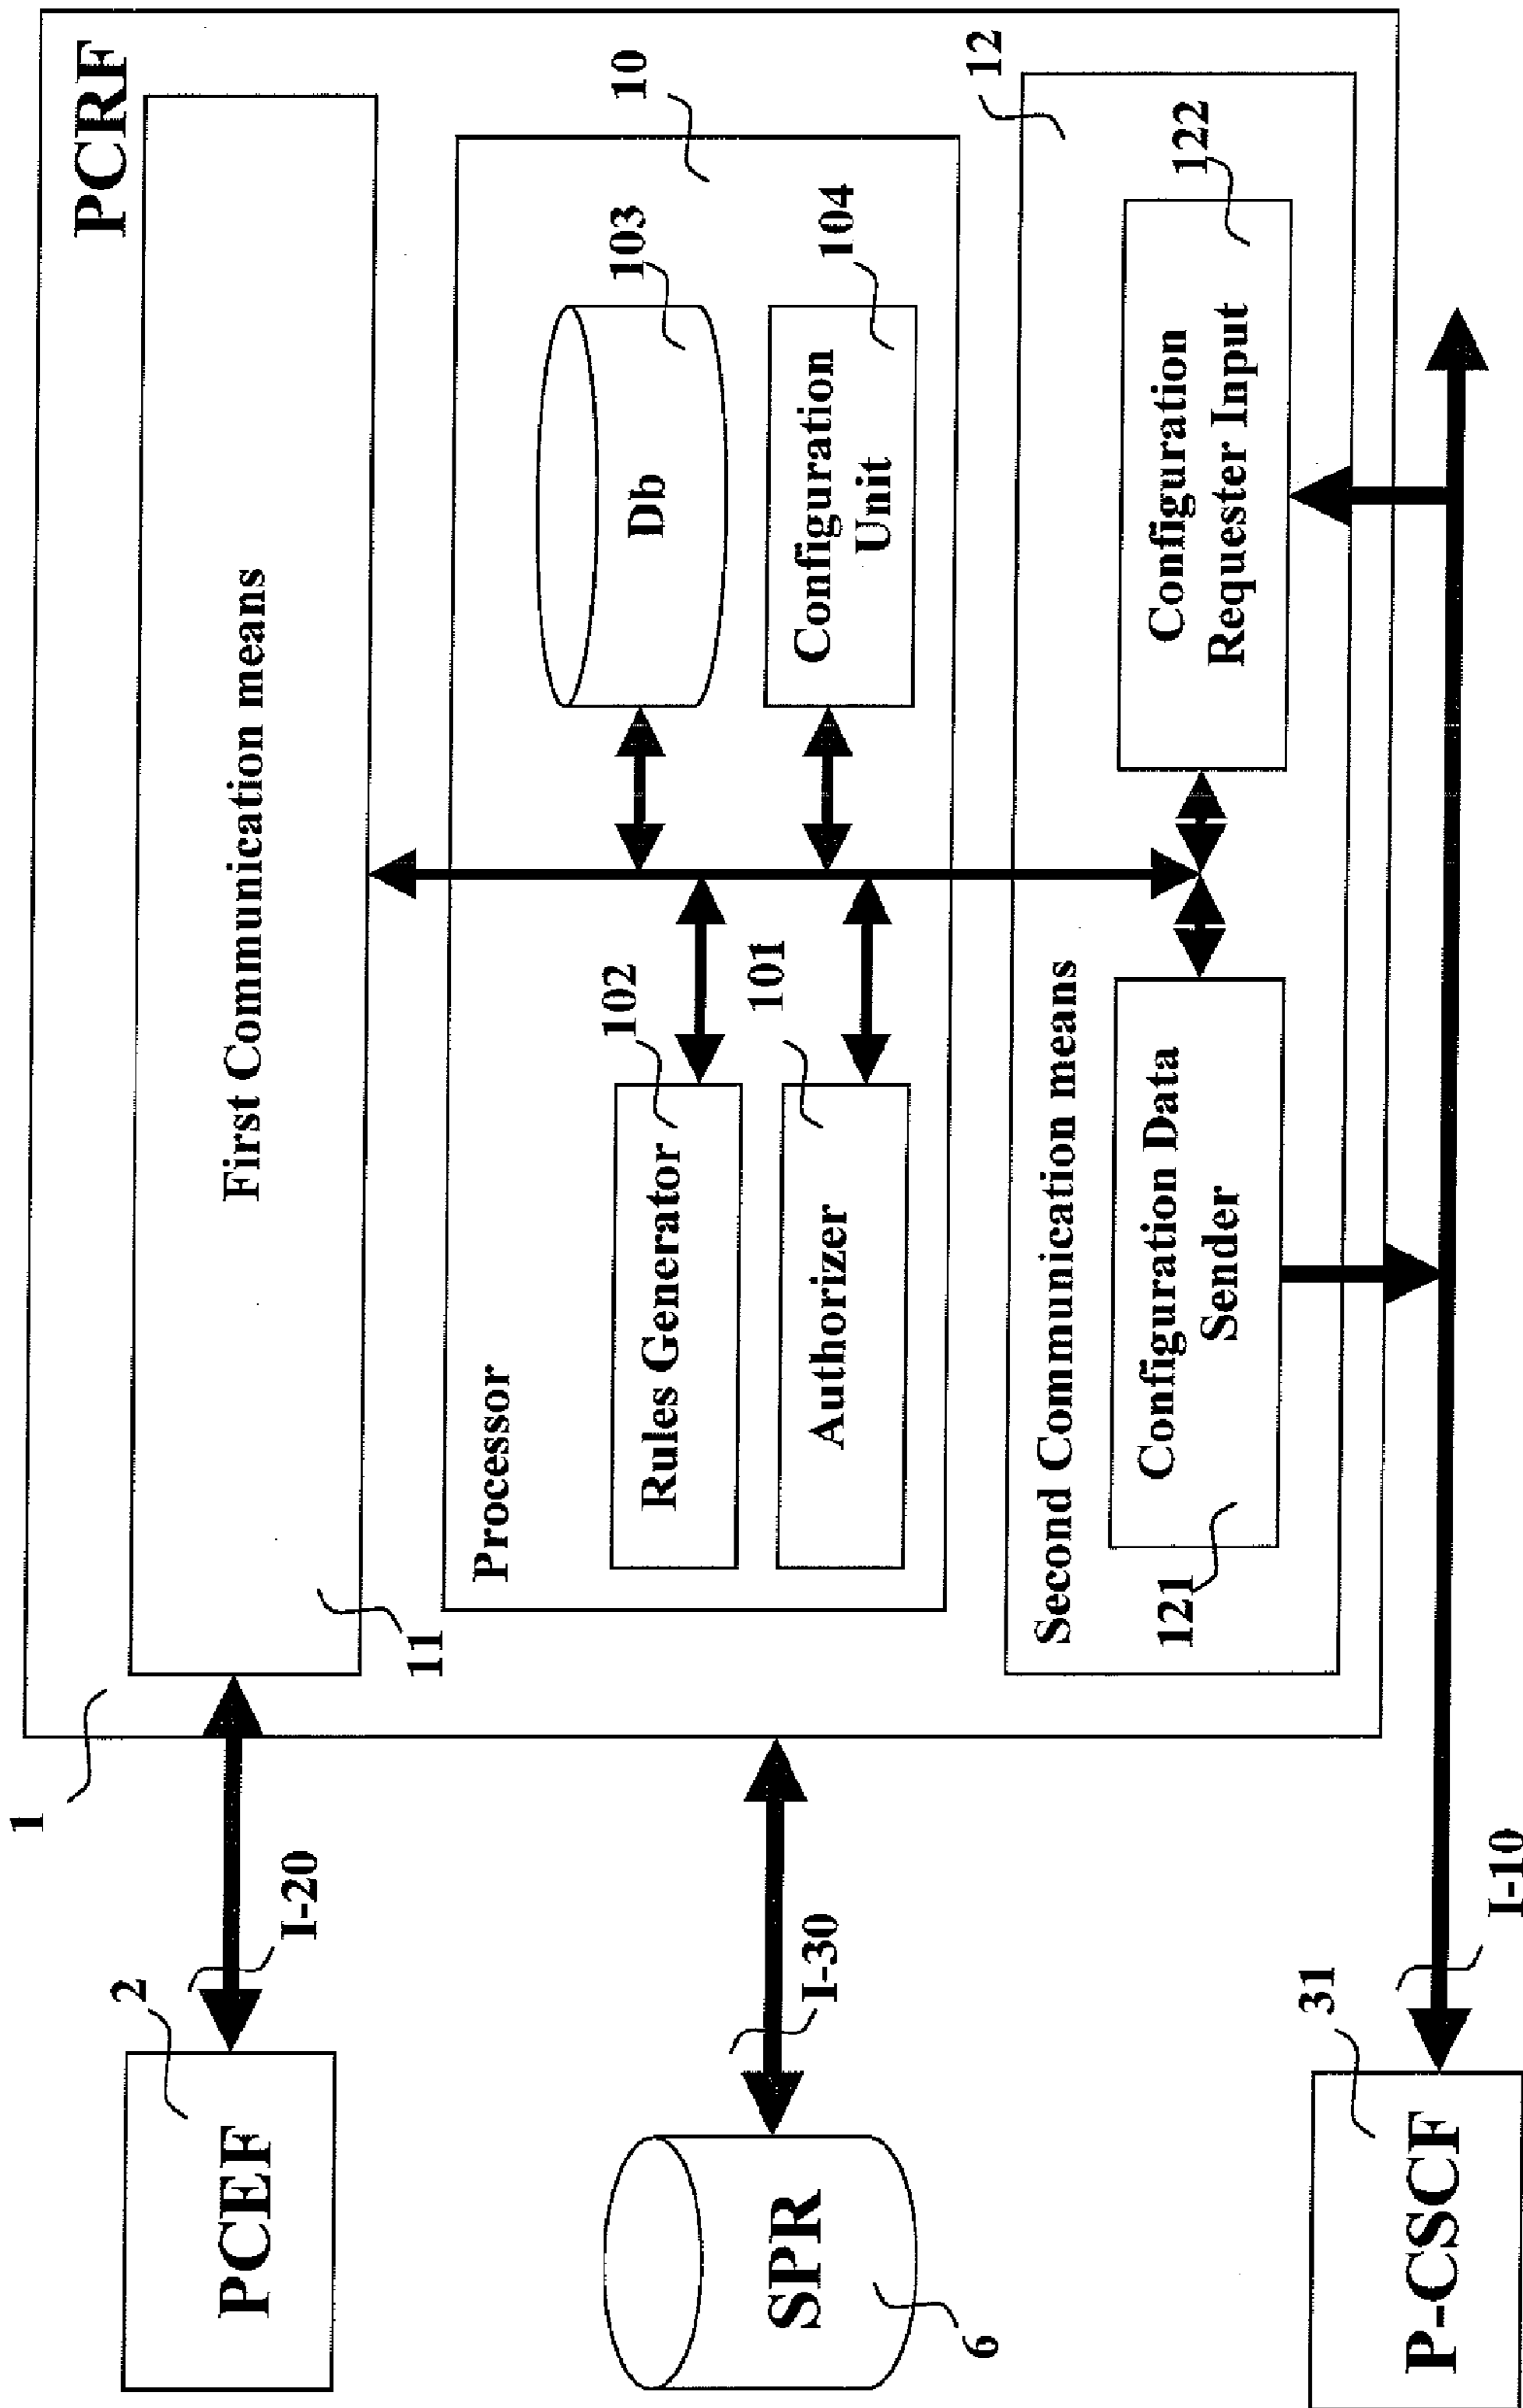 PCRF
1
First Communication means
11
PCEF
2
I-20
Processor
10
Rules Generator
102
Db
103
Authorizer
101
Configuration
Unit
104
SPR
6
I-30
Second Communication means
12
Configuration Data
Sender
121
Configuration
Requester Input
122
P-CSCF
31
I-10